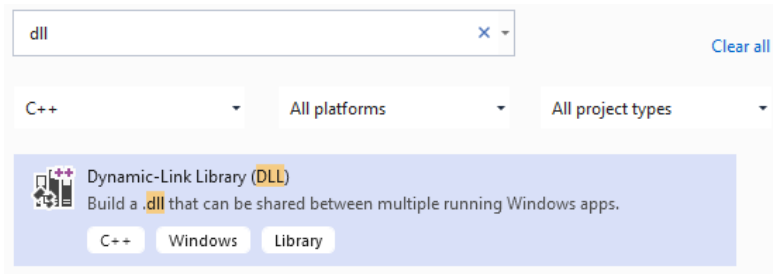 dll
Clear all
C++ All platforms All project types
Dynamic-Link Library (DLL)
Build a .dll that can be shared between multiple running Windows apps.
C++ Windows Library